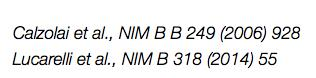 Calzolai et al., NIM B B 249 (2006) 928
Lucarelli et al., NIM B 318 (2014) 55